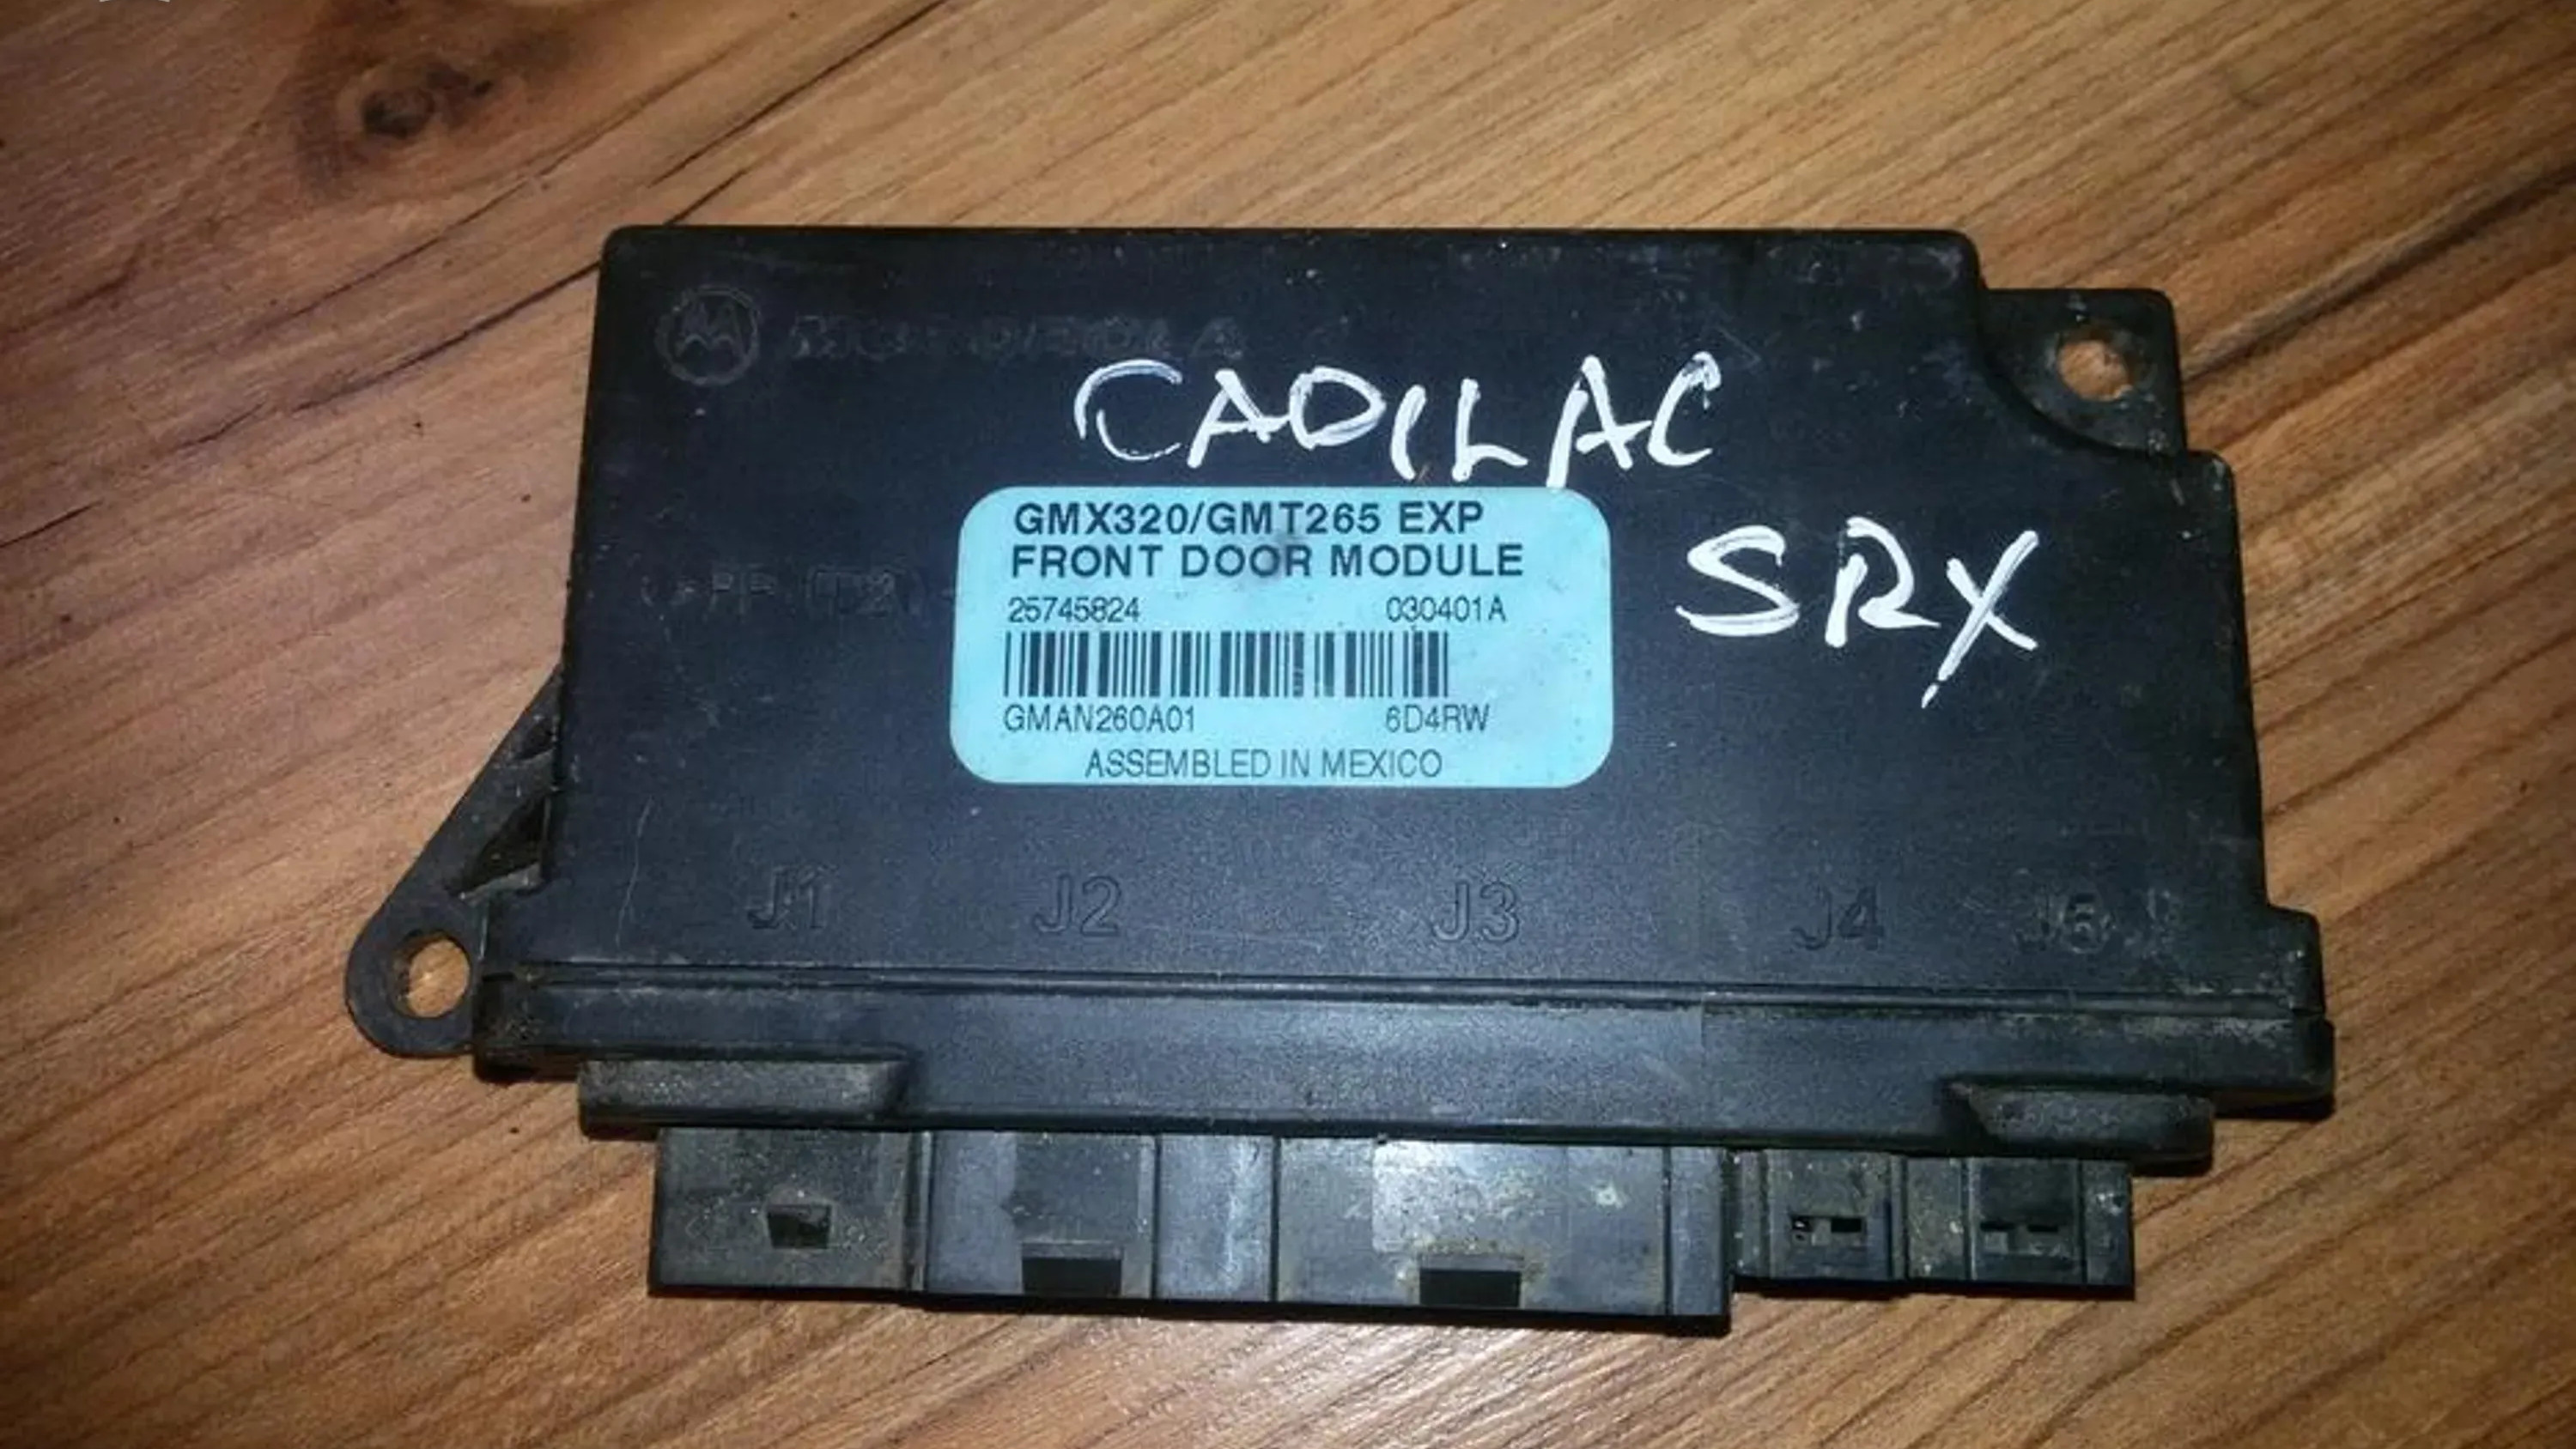 MOTOROLA
CADILAC
SRX
GMX320/GMT265 EXP
FRONT DOOR MODULE
25745824 030401A
GMAN260A01 6D4RW
ASSEMBLED IN MEXICO
J1 J2 J3 J4 J5